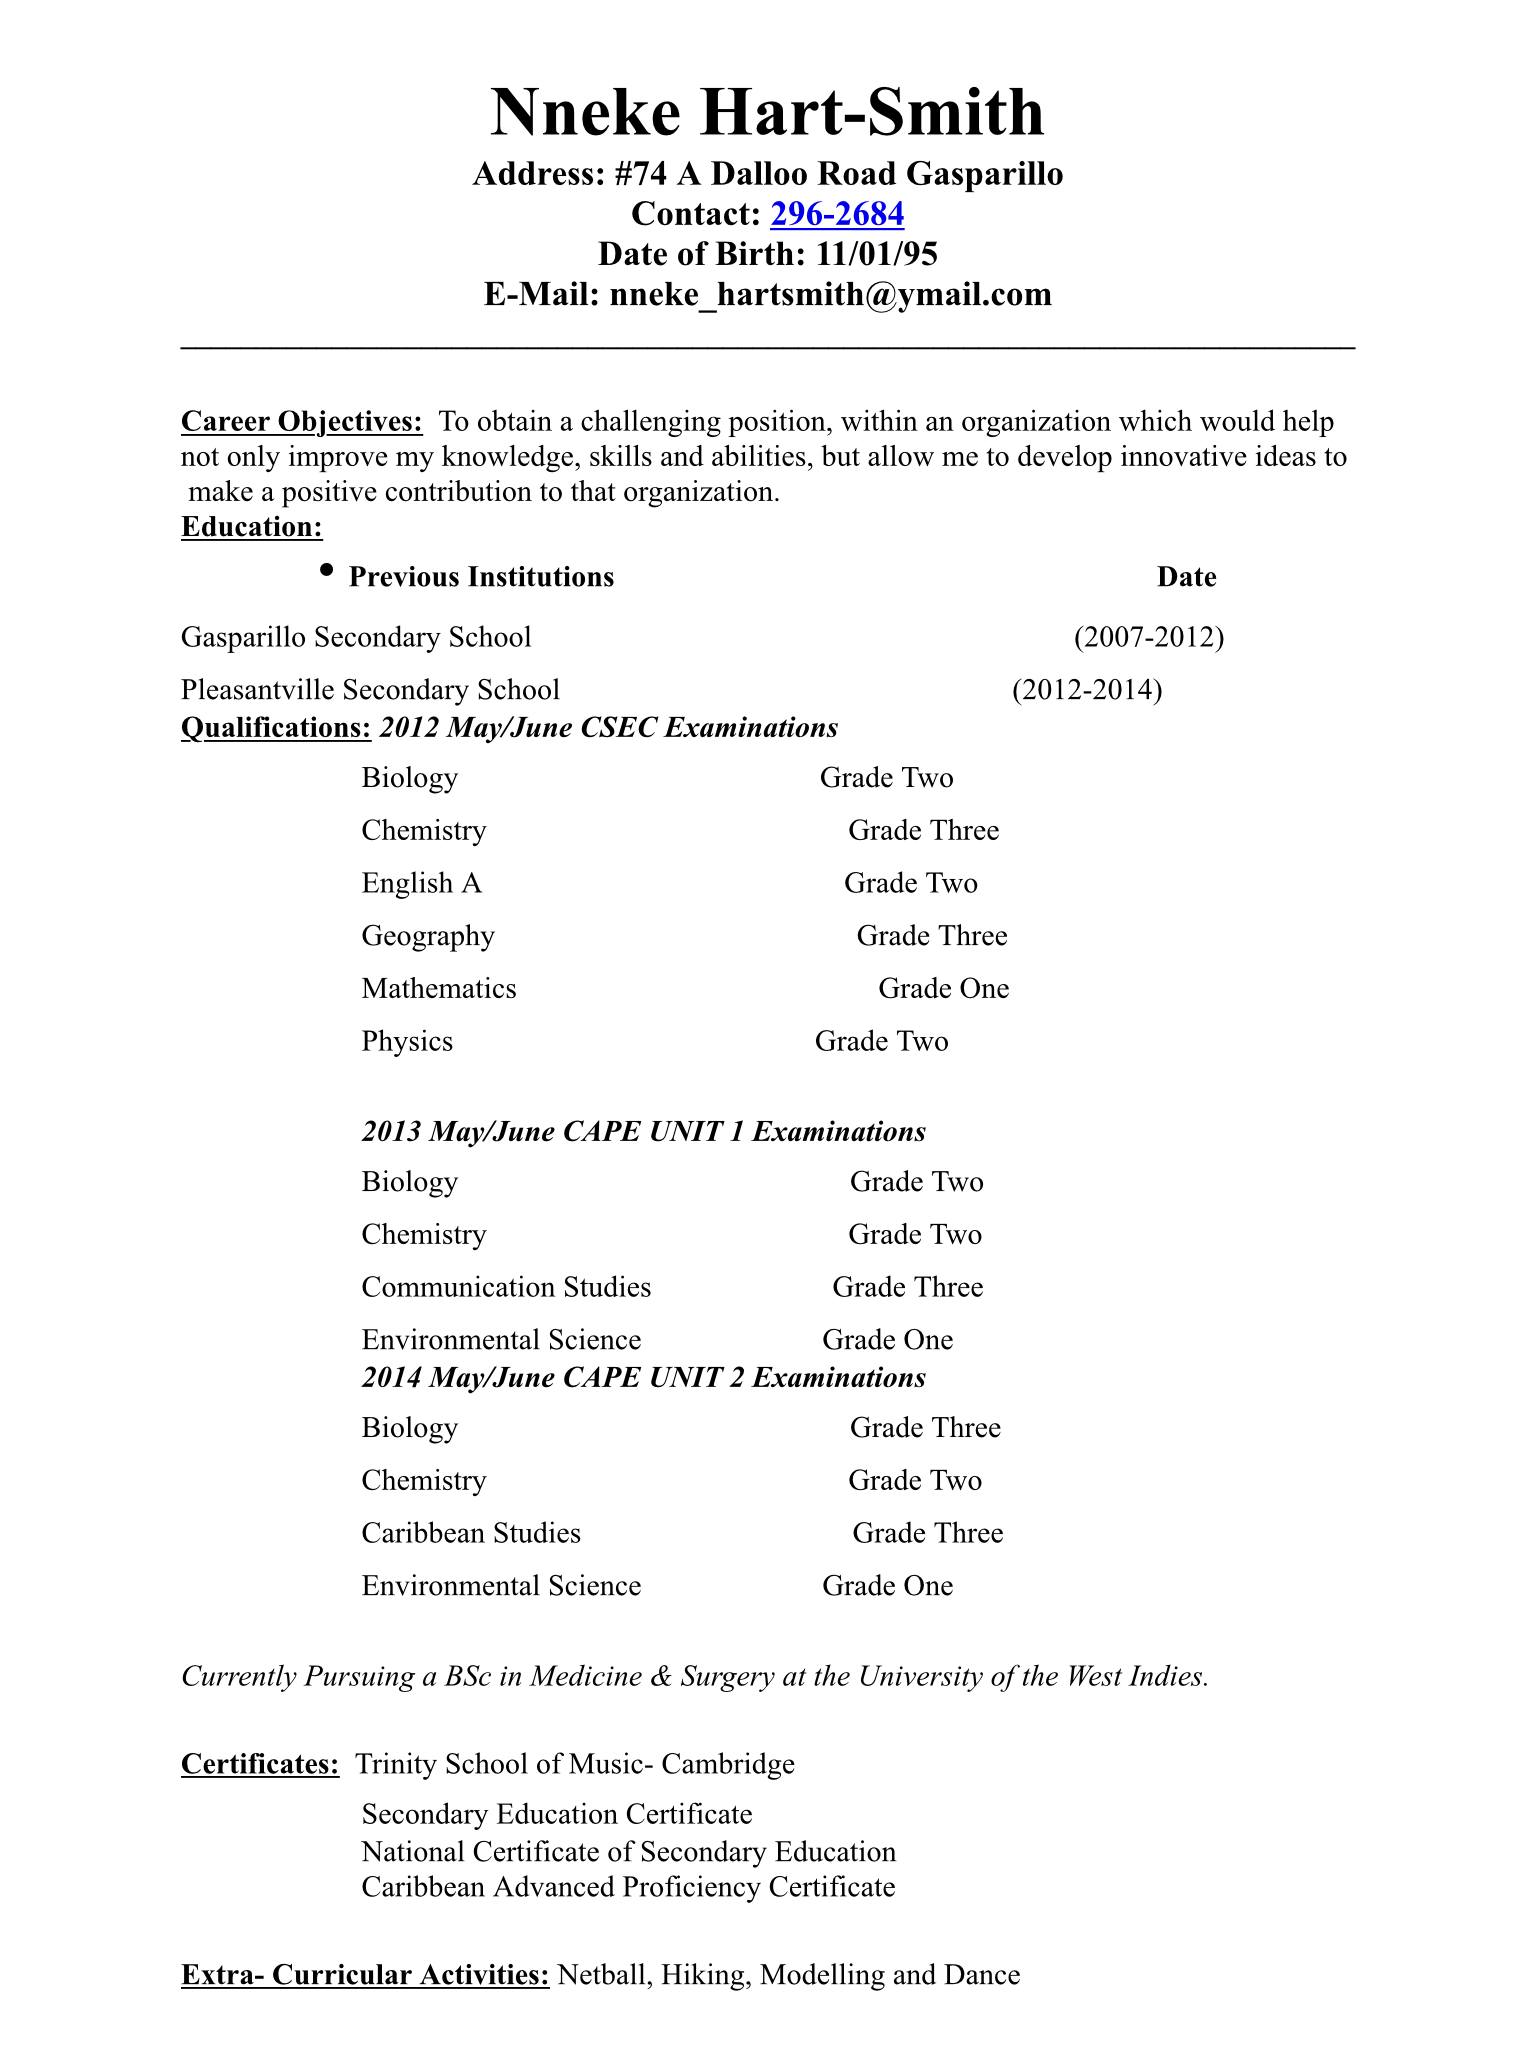 Nneke Hart-Smith
Address: #74 A Dalloo Road Gasparillo
Contact: 296-2684
Date of Birth: 11/01/95
E-Mail: nneke_hartsmith@ymail.com
Career Objectives: To obtain a challenging position, within an organization which would help
not only improve my knowledge, skills and abilities, but allow me to develop innovative ideas to
make a positive contribution to that organization.
Education:
• Previous Institutions Date
Gasparillo Secondary School (2007-2012)
Pleasantville Secondary School (2012-2014)
Qualifications: 2012 May/June CSEC Examinations
Biology Grade Two
Chemistry Grade Three
English A Grade Two
Geography Grade Three
Mathematics Grade One
Physics Grade Two
2013 May/June CAPE UNIT 1 Examinations
Biology Grade Two
Chemistry Grade Two
Communication Studies Grade Three
Environmental Science Grade One
2014 May/June CAPE UNIT 2 Examinations
Biology Grade Three
Chemistry Grade Two
Caribbean Studies Grade Three
Environmental Science Grade One
Currently Pursuing a BSc in Medicine & Surgery at the University of the West Indies.
Certificates: Trinity School of Music- Cambridge
Secondary Education Certificate
National Certificate of Secondary Education
Caribbean Advanced Proficiency Certificate
Extra- Curricular Activities: Netball, Hiking, Modelling and Dance